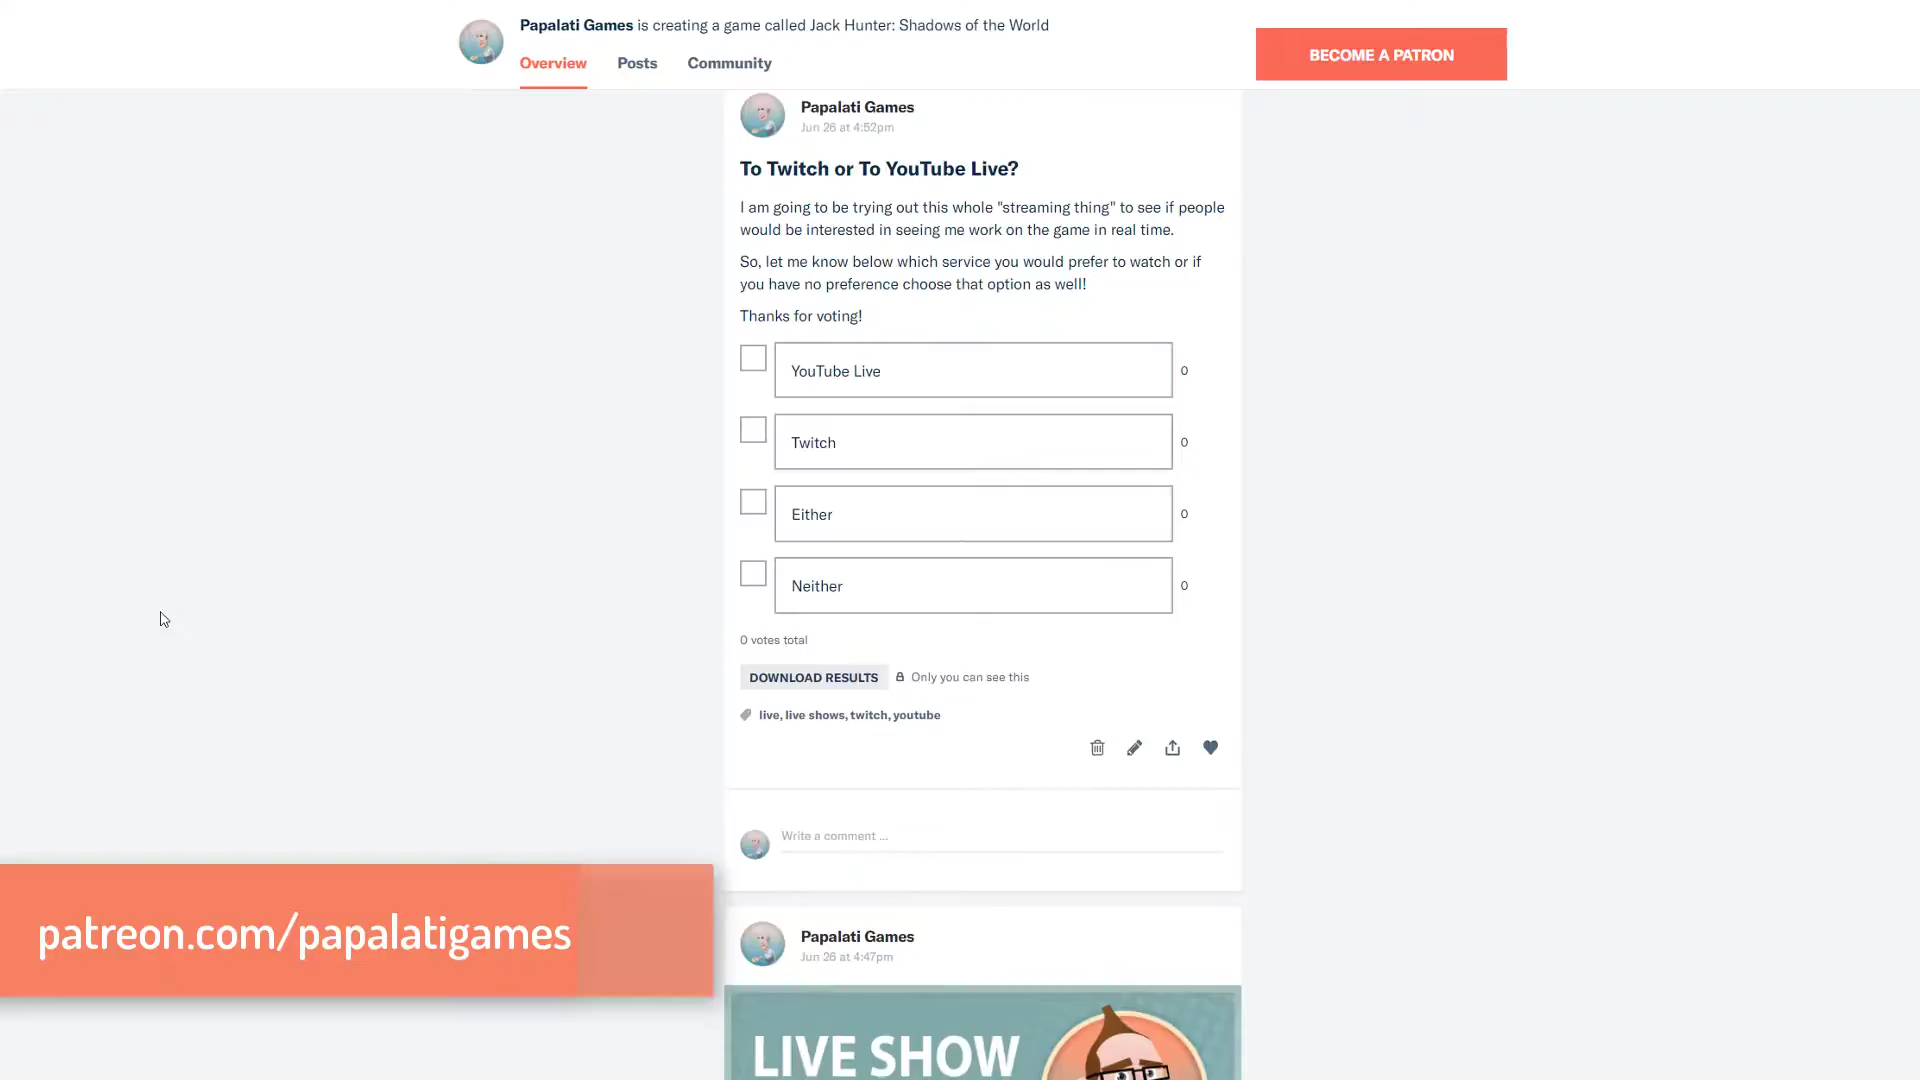 Papalati Games is creating a game called Jack Hunter: Shadows of the World
Overview Posts Community
BECOME A PATRON
Papalati Games
Jun 26 at 4:52pm
To Twitch or To YouTube Live?
I am going to be trying out this whole "streaming thing" to see if people
would be interested in seeing me work on the game in real time.
So, let me know below which service you would prefer to watch or if
you have no preference choose that option as well!
Thanks for voting!
YouTube Live 0
Twitch 0
Either 0
Neither 0
0 votes total
DOWNLOAD RESULTS Only you can see this
live, live shows, twitch, youtube
Write a comment ...
patreon.com/papalatigames
Papalati Games
Jun 26 at 4:47pm
LIVE SHOW